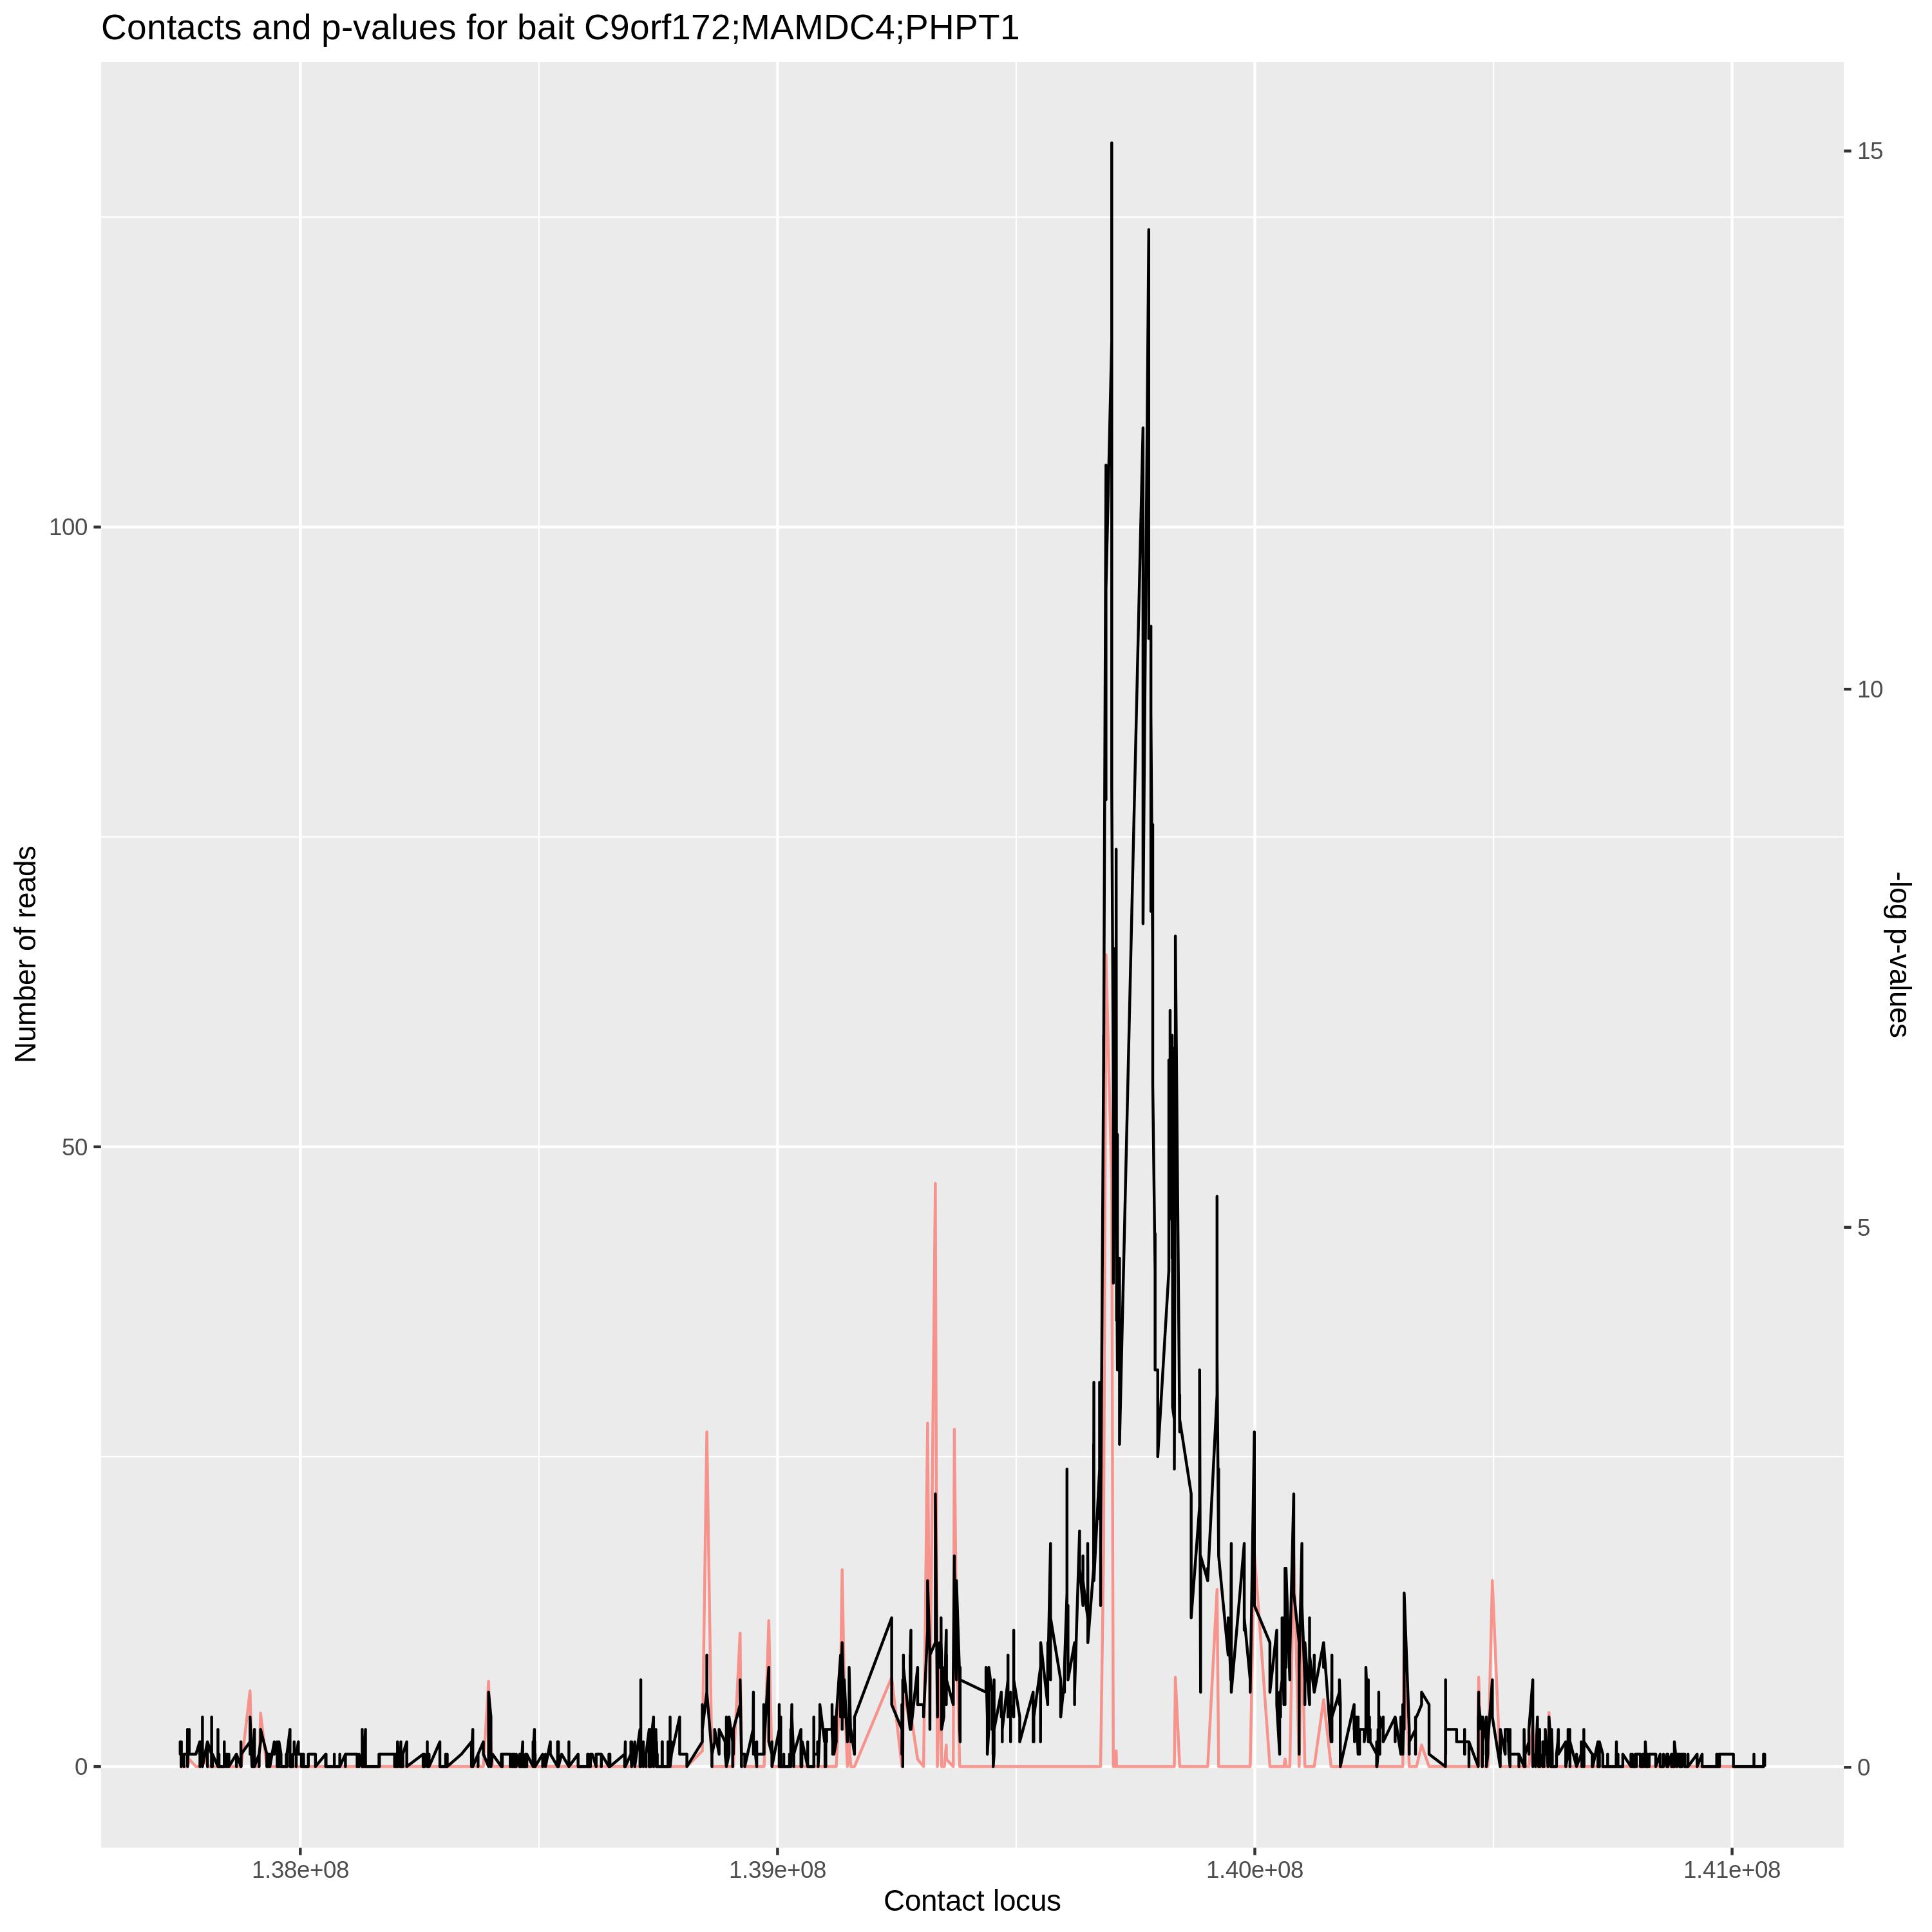 Contacts and p-values for bait C9orf172;MAMDC4;PHPT1
15
100
10
Number of reads
-log p-values
50
5
0
0
1.38e+08
1.39e+08
1.40e+08
1.41e+08
Contact locus